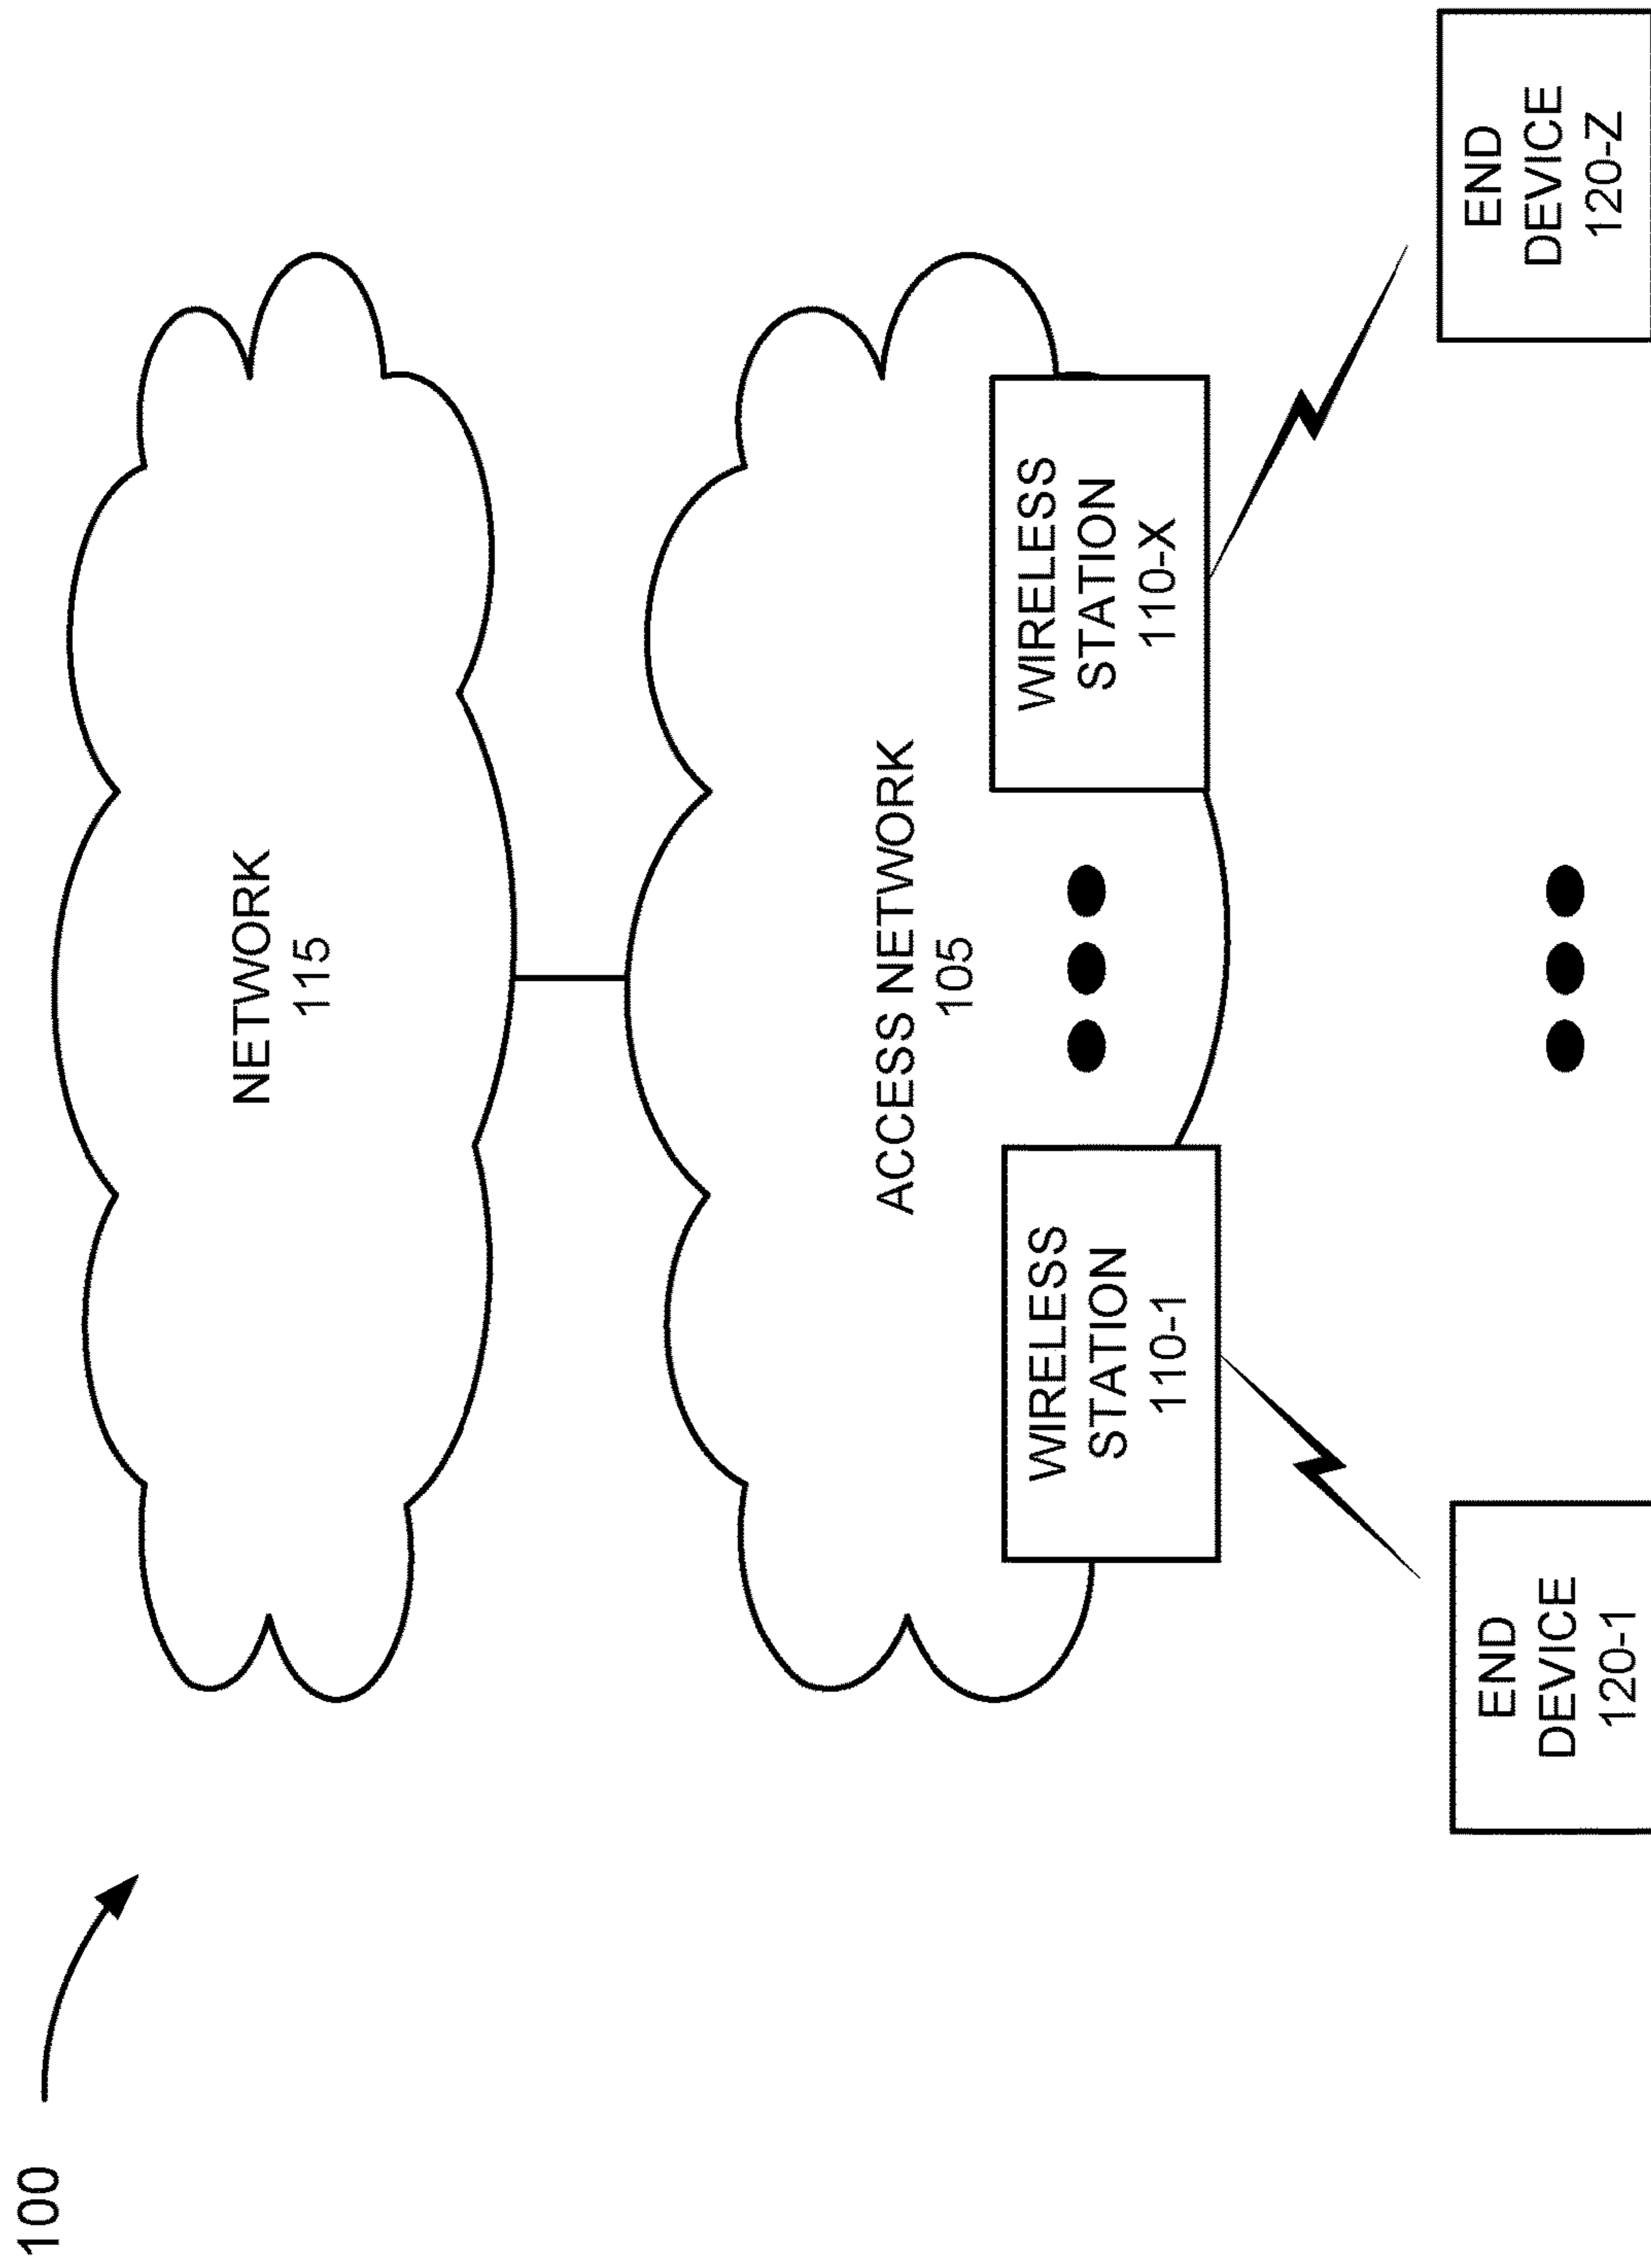 100
NETWORK
115
ACCESS NETWORK
105
WIRELESS
STATION
110-1
WIRELESS
STATION
110-X
END
DEVICE
120-1
END
DEVICE
120-Z